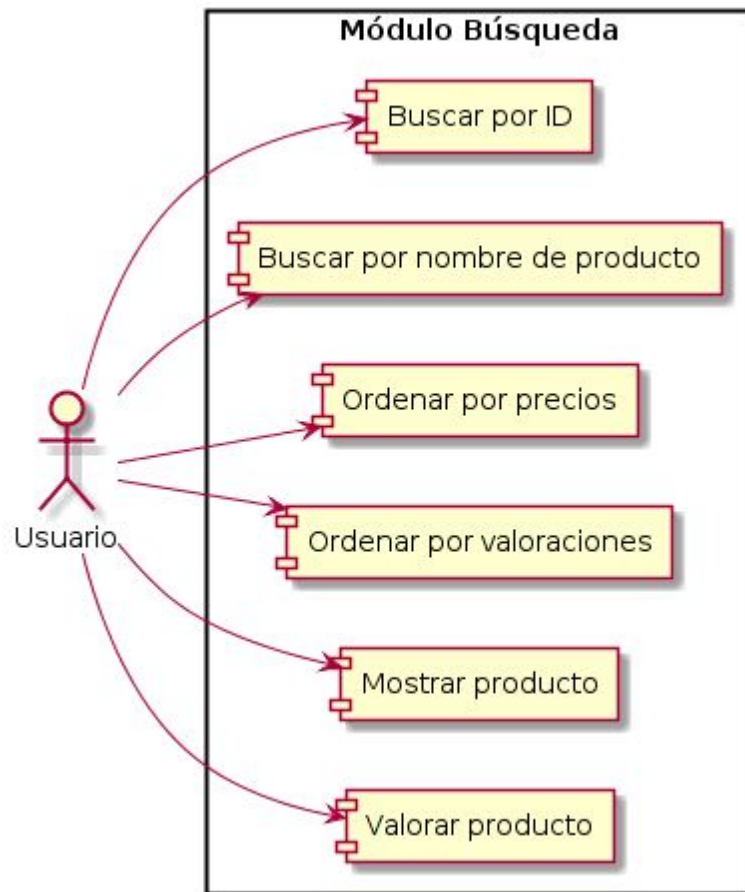 Módulo Búsqueda
Buscar por ID
Buscar por nombre de producto
Ordenar por precios
Ordenar por valoraciones
Usuario
Mostrar producto
Valorar producto